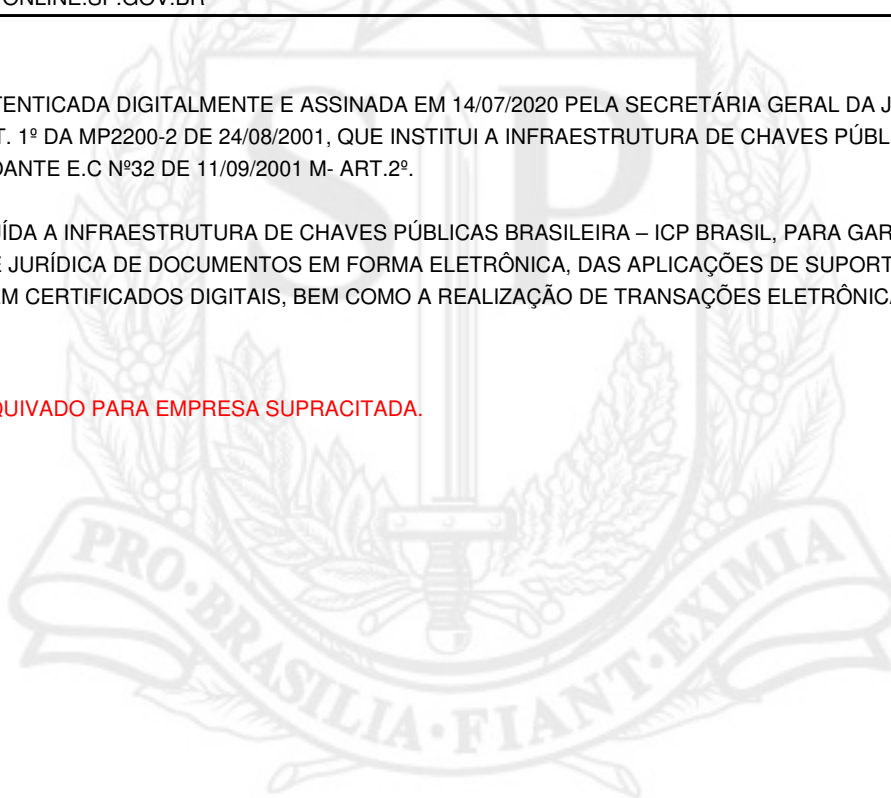 ONLINE.SP.GOV.BR
TENTICADA DIGITALMENTE E ASSINADA EM 14/07/2020 PELA SECRETÁRIA GERAL DA J
T. 1º DA MP2200-2 DE 24/08/2001, QUE INSTITUI A INFRAESTRUTURA DE CHAVES PÚBL
DANTE E.C Nº32 DE 11/09/2001 M- ART.2º.
ÍDA A INFRAESTRUTURA DE CHAVES PÚBLICAS BRASILEIRA – ICP BRASIL, PARA GAR
E JURÍDICA DE DOCUMENTOS EM FORMA ELETRÔNICA, DAS APLICAÇÕES DE SUPORT
EM CERTIFICADOS DIGITAIS, BEM COMO A REALIZAÇÃO DE TRANSAÇÕES ELETRÔNICA
QUIVADO PARA EMPRESA SUPRACITADA.
SP
PRO·BRASILIA·FIANT·EXIMIA